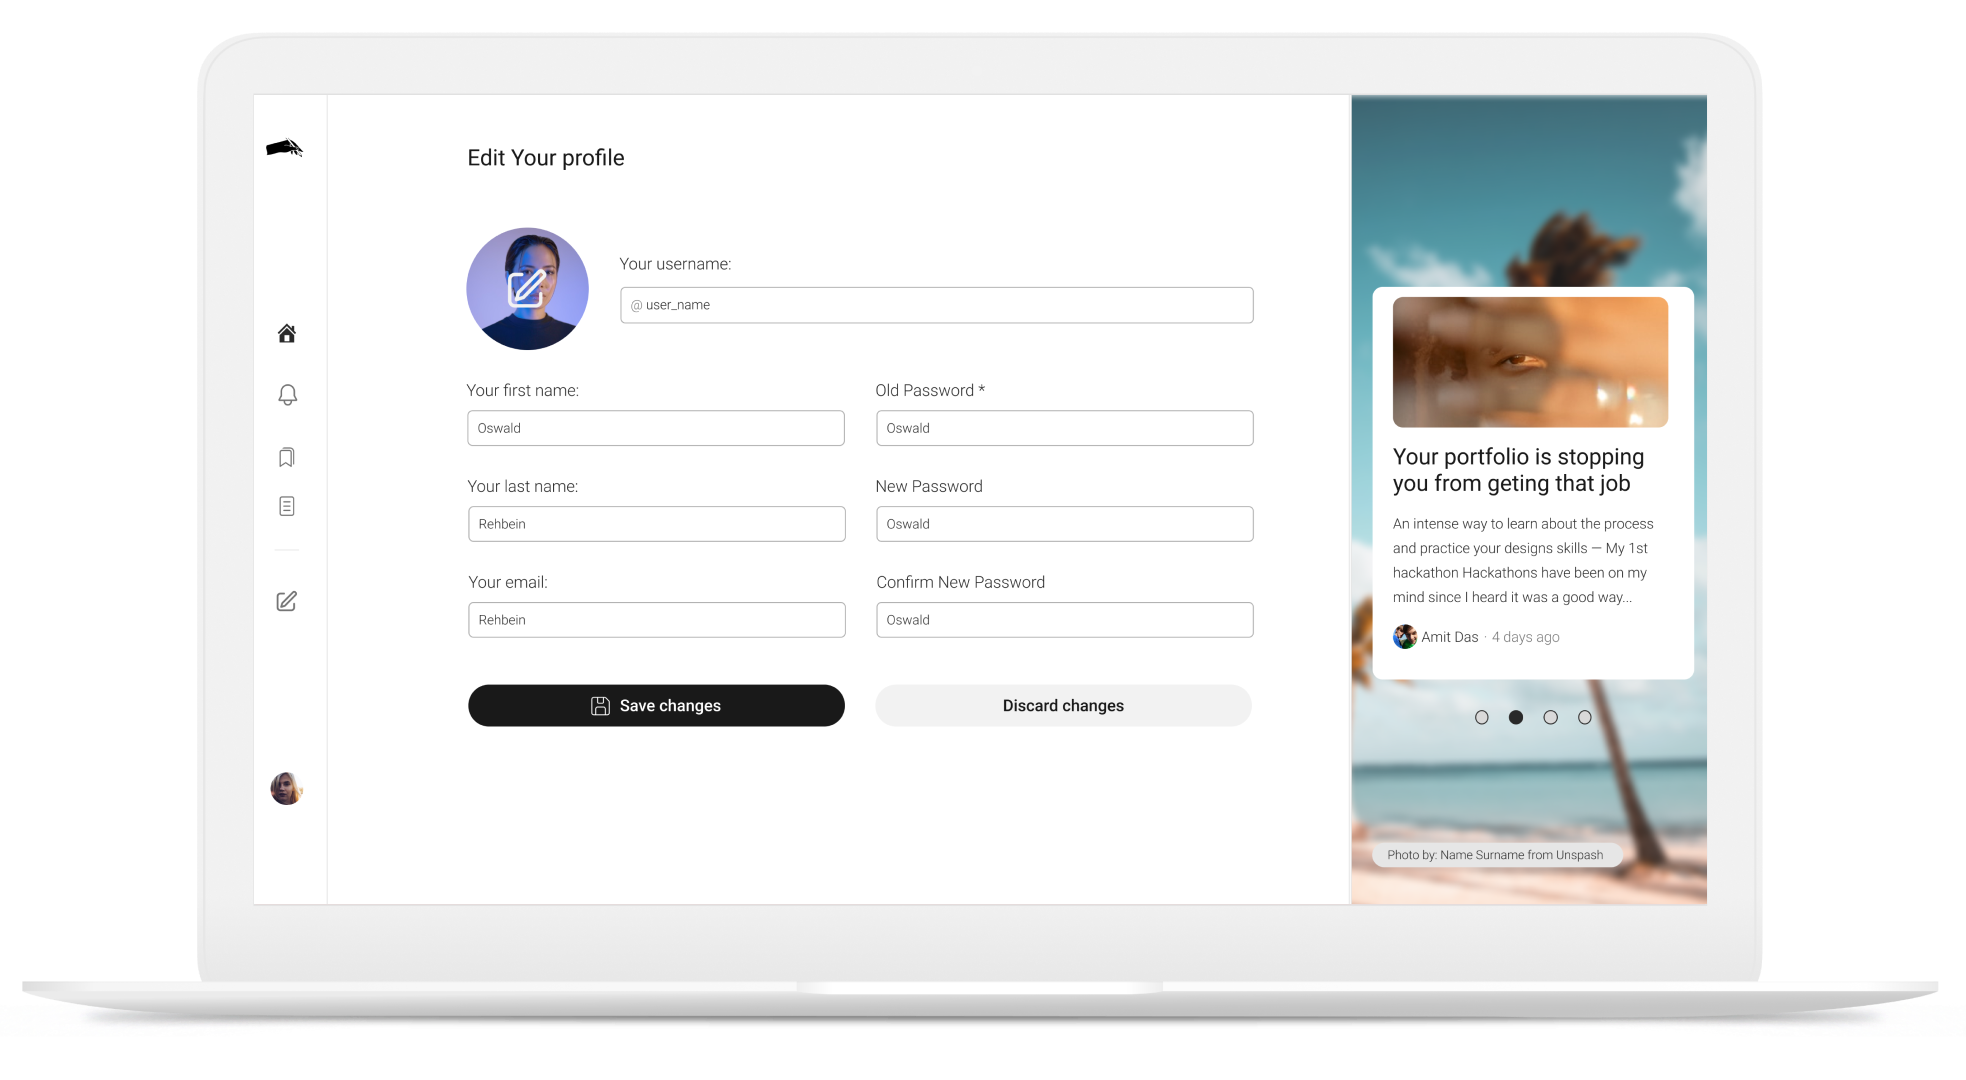 Edit Your profile
Your username:
@ user_name
Your first name:
Oswald
Old Password *
Oswald
Your last name:
Rehbein
New Password
Oswald
Your email:
Rehbein
Confirm New Password
Oswald
Save changes
Discard changes
Your portfolio is stopping
you from geting that job
An intense way to learn about the process
and practice your designs skills — My 1st
hackathon Hackathons have been on my
mind since I heard it was a good way...
Amit Das · 4 days ago
Photo by: Name Surname from Unspash